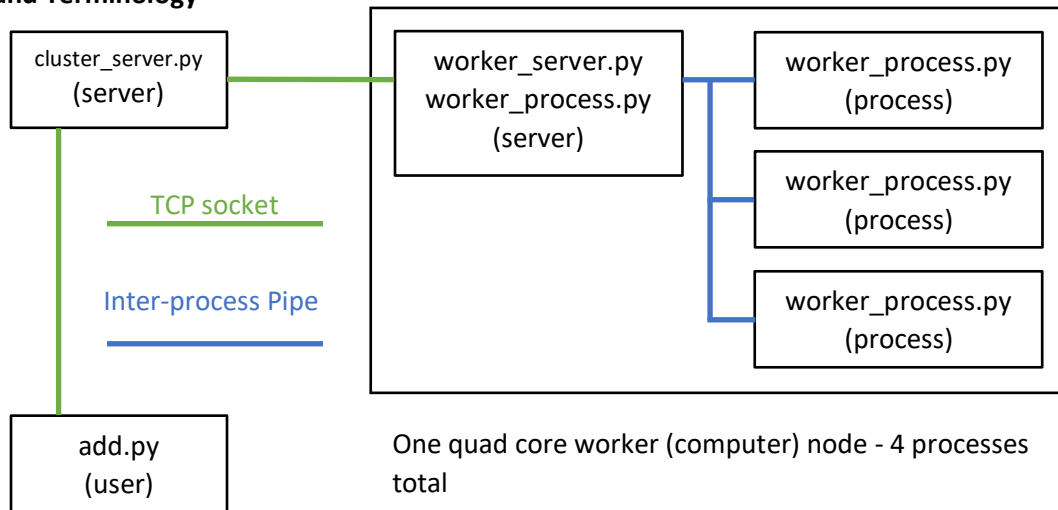 and Terminology
cluster_server.py
(server)
worker_server.py
worker_process.py
(server)
worker_process.py
(process)
worker_process.py
(process)
worker_process.py
(process)
TCP socket
Inter-process Pipe
add.py
(user)
One quad core worker (computer) node - 4 processes
total